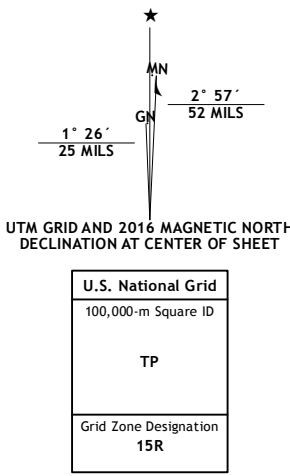 MN
GN
2° 57´
52 MILS
1° 26´
25 MILS
UTM GRID AND 2016 MAGNETIC NORTH
DECLINATION AT CENTER OF SHEET
U.S. National Grid
100,000-m Square ID
TP
Grid Zone Designation
15R